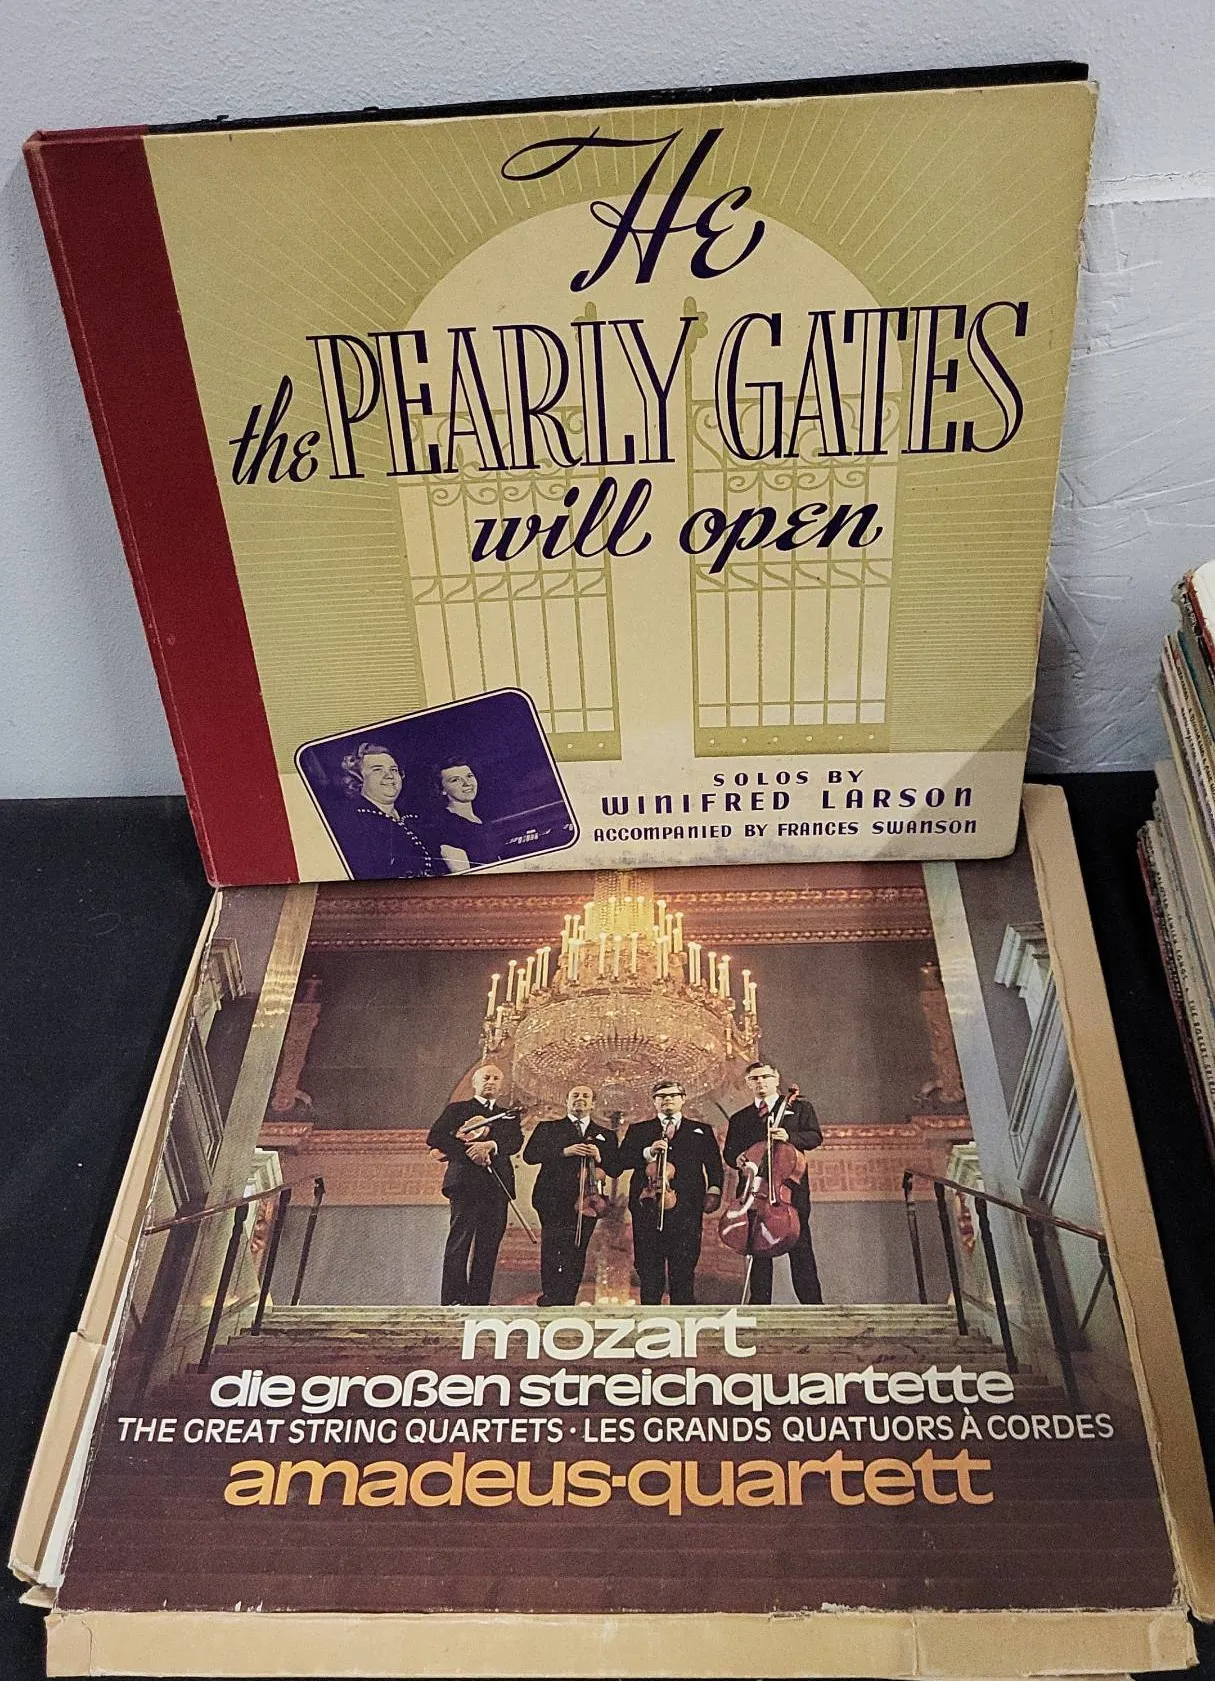 He
the PEARLY GATES
will open
SOLOS BY
WINIFRED LARSON
ACCOMPANIED BY FRANCES SWANSON
mozart
die großen streichquartette
THE GREAT STRING QUARTETS · LES GRANDS QUATUORS À CORDES
amadeus-quartett